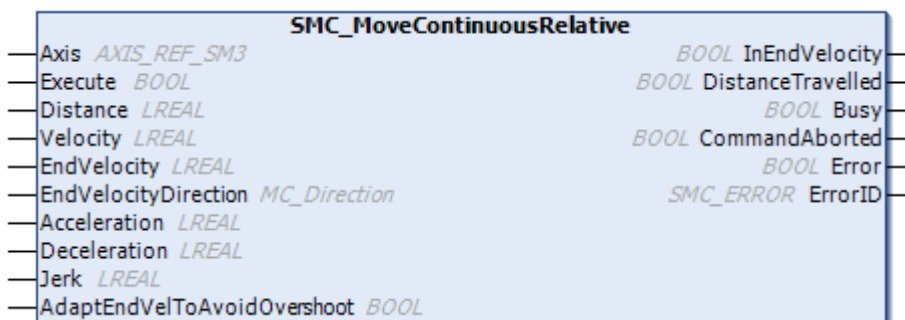 SMC_MoveContinuousRelative
Axis AXIS_REF_SM3 BOOL InEndVelocity
Execute BOOL BOOL DistanceTravelled
Distance LREAL BOOL Busy
Velocity LREAL BOOL CommandAborted
EndVelocity LREAL BOOL Error
EndVelocityDirection MC_Direction SMC_ERROR ErrorID
Acceleration LREAL
Deceleration LREAL
Jerk LREAL
AdaptEndVelToAvoidOvershoot BOOL